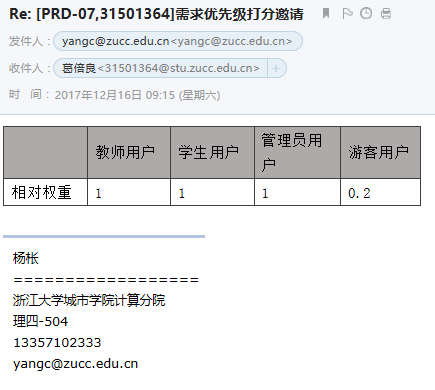 Re: [PRD-07,31501364]需求优先级打分邀请
发件人：yangc@zucc.edu.cn<yangc@zucc.edu.cn>
收件人：葛倍良<31501364@stu.zucc.edu.cn>
时 间：2017年12月16日 09:15 (星期六)
教师用户 学生用户 管理员用户 游客用户
相对权重 1 1 1 0.2
杨枨
==================
浙江大学城市学院计算分院
理四-504
13357102333
yangc@zucc.edu.cn